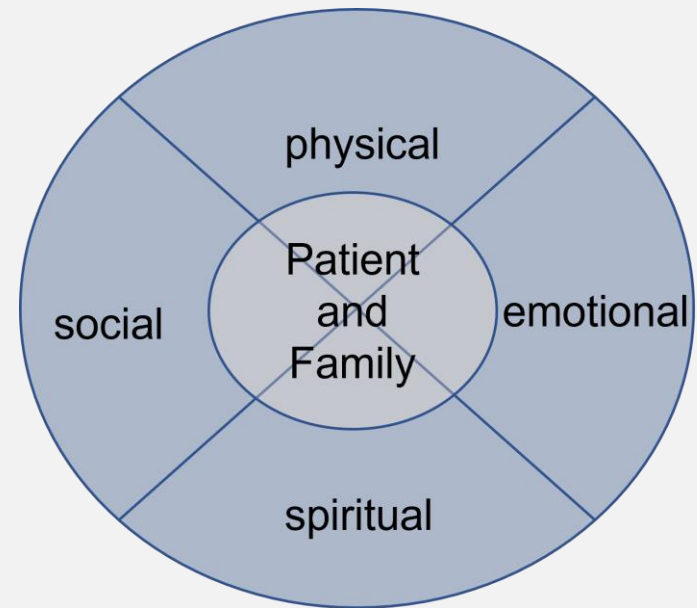 physical
Patient
and
Family
social
emotional
spiritual